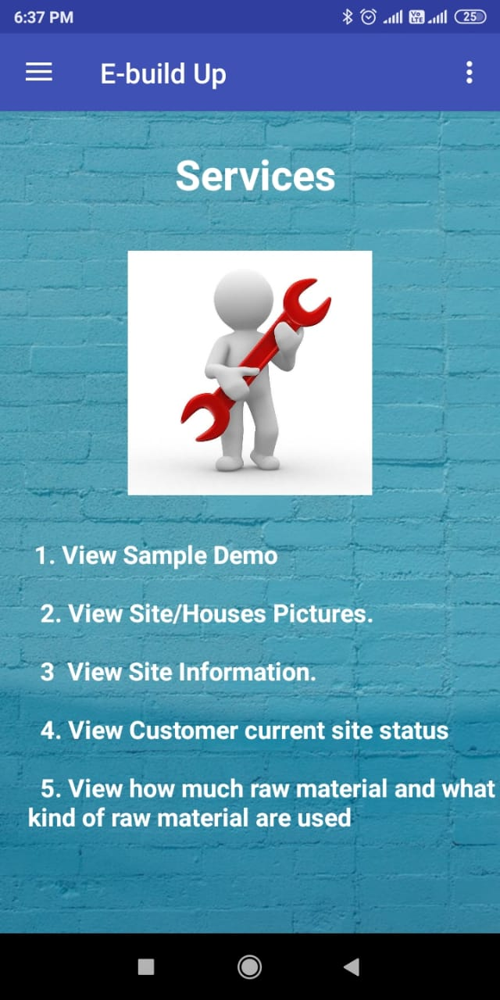 6:37 PM
Vo
LTE
25
E-build Up
Services
1. View Sample Demo
2. View Site/Houses Pictures.
3  View Site Information.
4. View Customer current site status
5. View how much raw material and what
kind of raw material are used